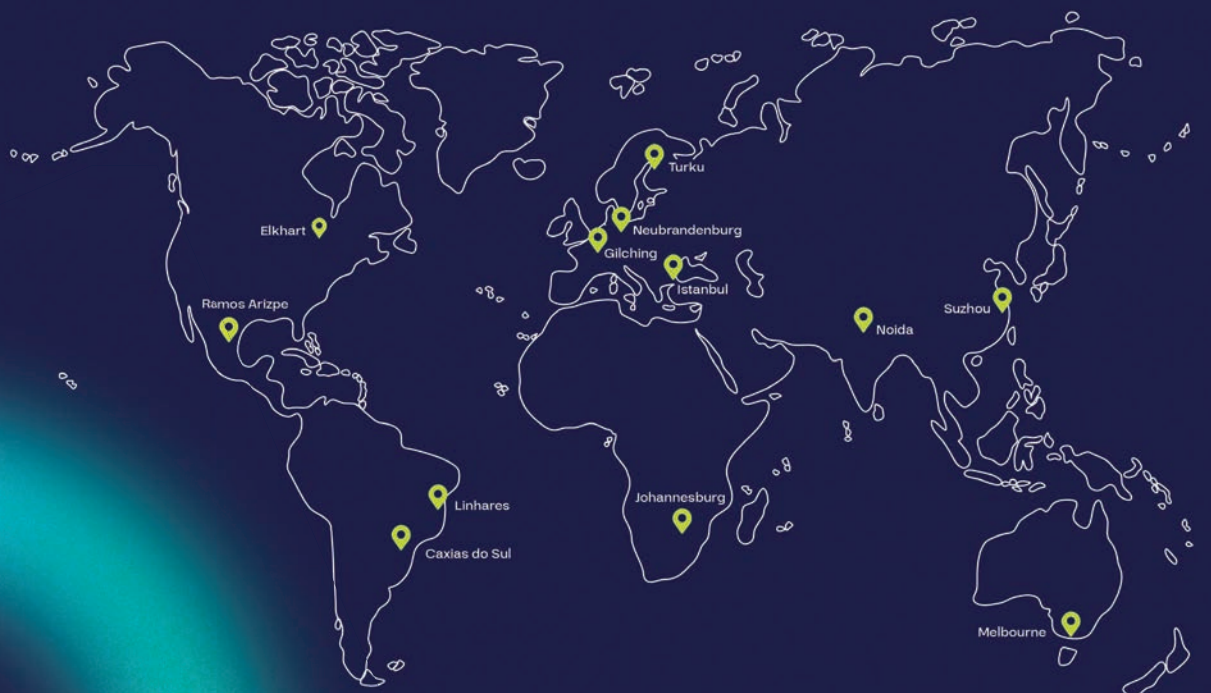 Turku
Elkhart
Neubrandenburg
Gilching
Istanbul
Ramos Arizpe
Suzhou
Noida
Johannesburg
Linhares
Caxias do Sul
Melbourne